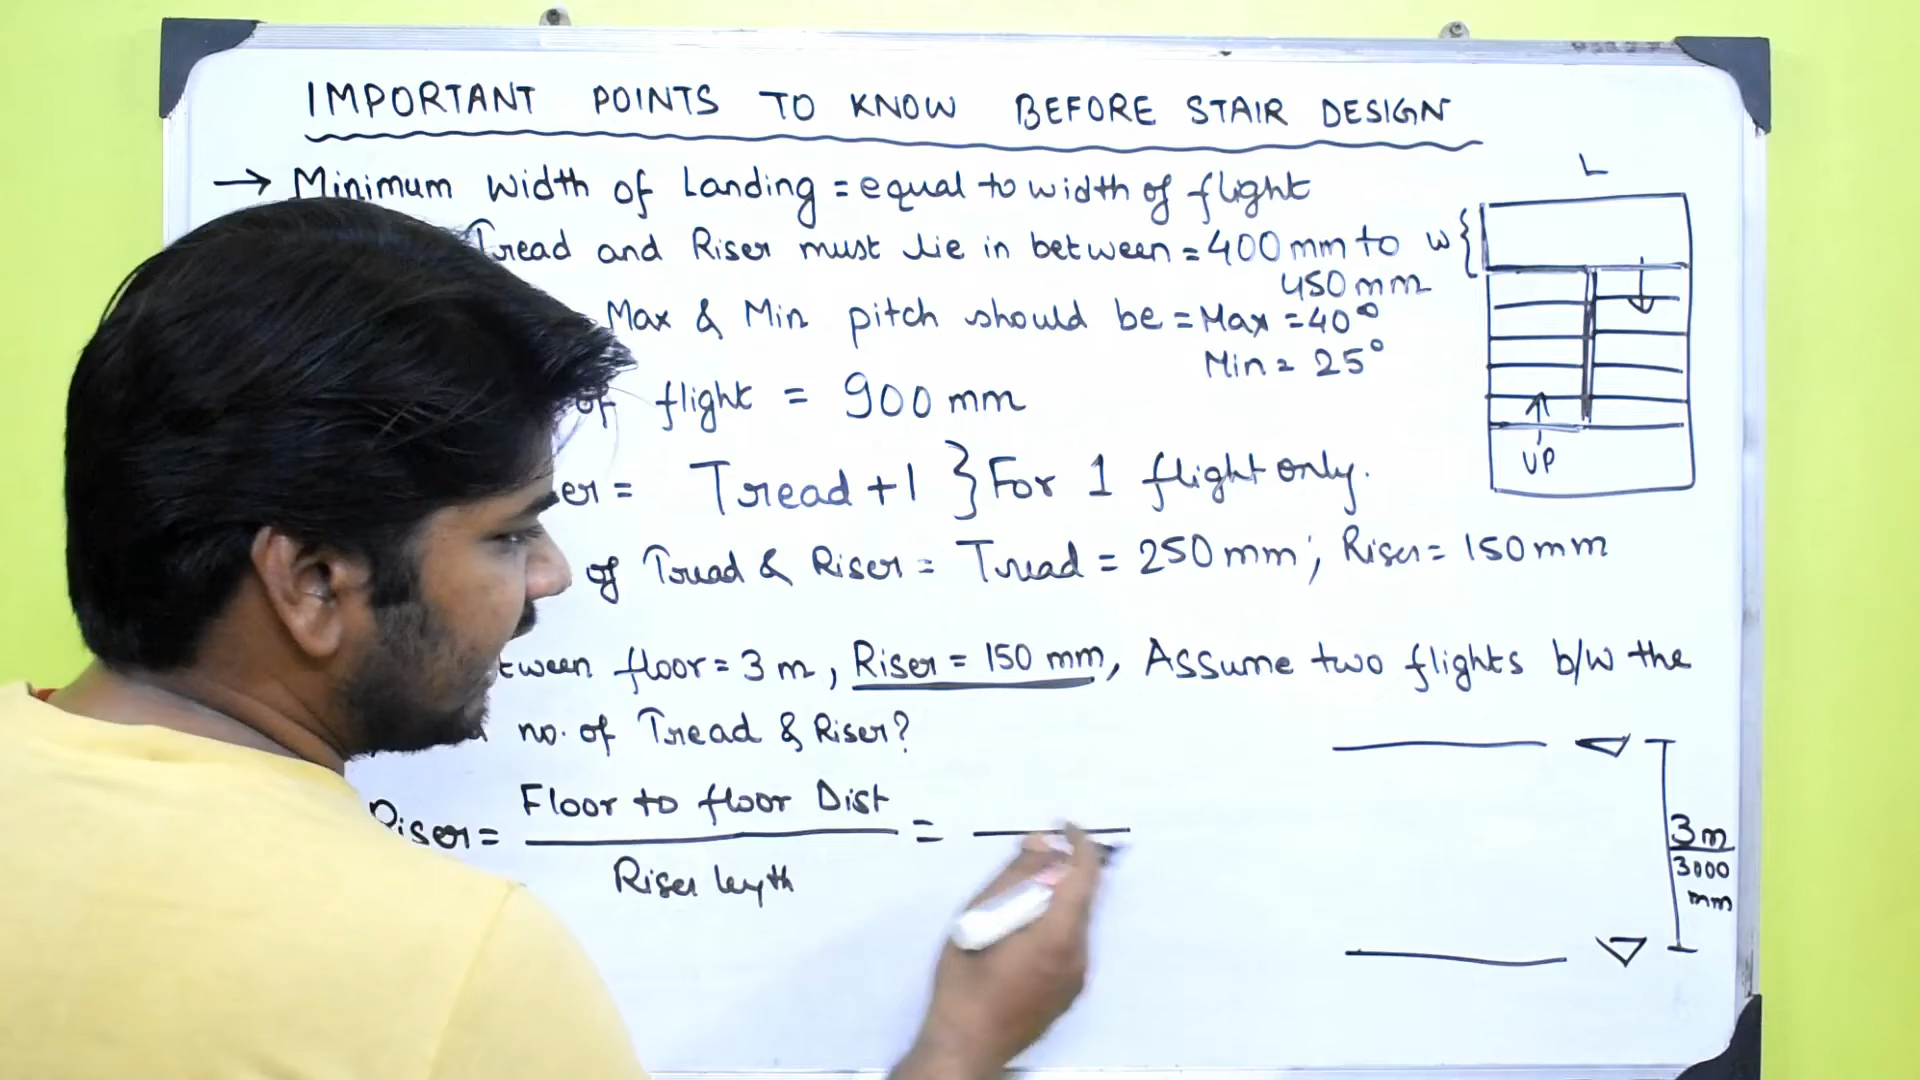 IMPORTANT POINTS TO KNOW BEFORE STAIR DESIGN
→ Minimum width of Landing = equal to width of flight
Tread and Riser must lie in between = 400 mm to
450 mm
Max & Min pitch should be = Max = 40°
Min = 25°
of flight = 900 mm
= Tread + 1 } For 1 flight only.
of Tread & Riser = Tread = 250 mm ; Riser = 150 mm
floor = 3 m , Riser = 150 mm, Assume two flights b/w the
no. of Tread & Riser?
Riser = Floor to floor Dist
Riser length
=
L
W {
UP
3m
3000
mm